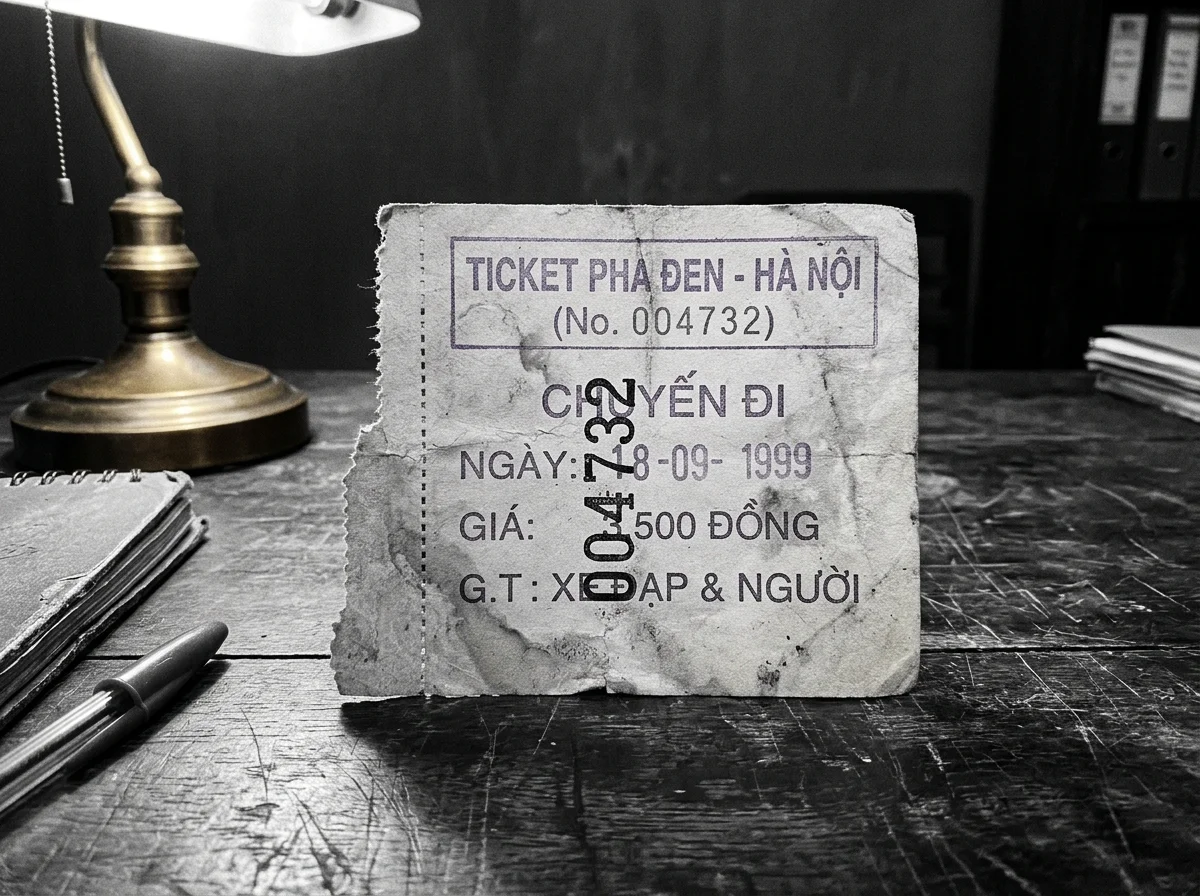 TICKET PHA ĐEN - HÀ NỘI
(No. 004732)
CHUYẾN ĐI
NGÀY: 18-09- 1999
GIÁ: 500 ĐỒNG
G.T : XE ĐẠP & NGƯỜI
004732